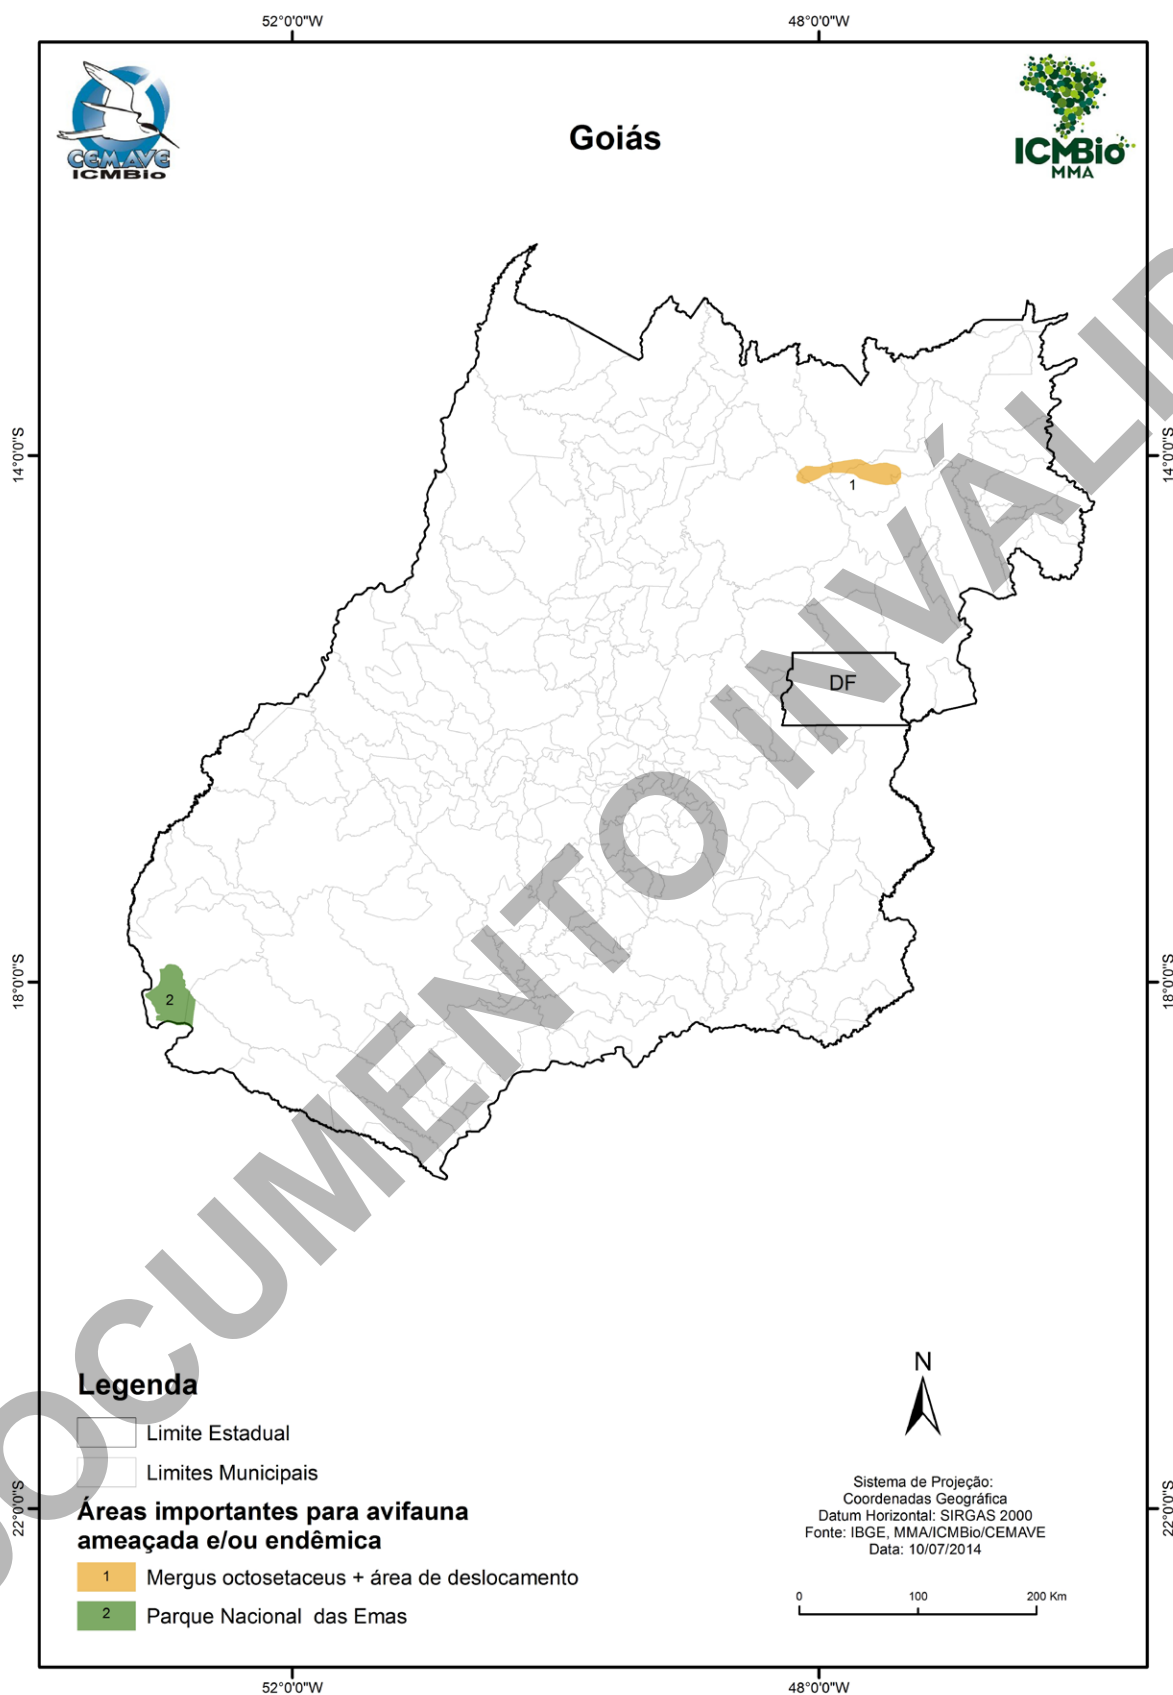 52°0'0"W
48°0'0"W
CEMAVE
ICMBio
Goiás
ICMBio
MMA
14°0'0"S
14°0'0"S
1
DF
18°0'0"S
18°0'0"S
2
DOCUMENTO INVÁLID
N
Legenda
Limite Estadual
Limites Municipais
Áreas importantes para avifauna
ameaçada e/ou endêmica
1 Mergus octosetaceus + área de deslocamento
2 Parque Nacional das Emas
Sistema de Projeção:
Coordenadas Geográfica
Datum Horizontal: SIRGAS 2000
Fonte: IBGE, MMA/ICMBio/CEMAVE
Data: 10/07/2014
0 100 200 Km
22°0'0"S
22°0'0"S
52°0'0"W
48°0'0"W